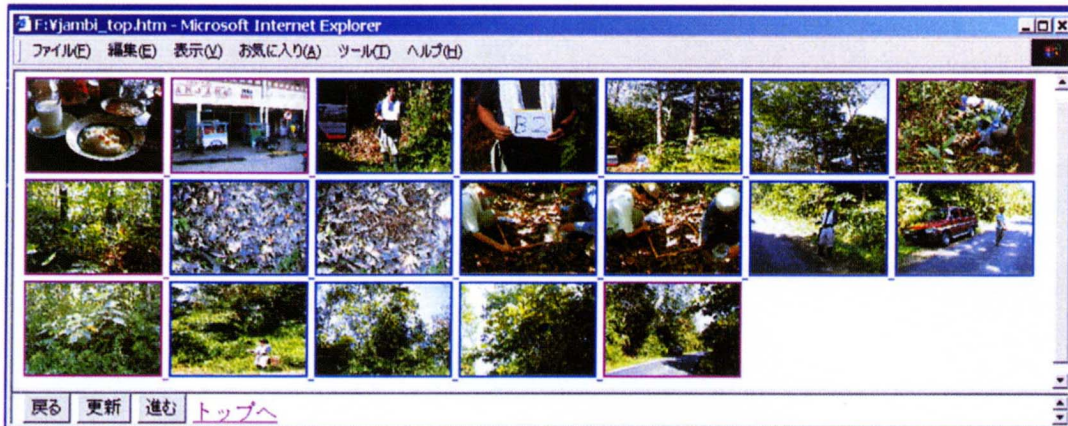 F:¥jambi_top.htm - Microsoft Internet Explorer
ファイル(F) 編集(E) 表示(V) お気に入り(A) ツール(T) ヘルプ(H)
B2
戻る 更新 進む トップへ